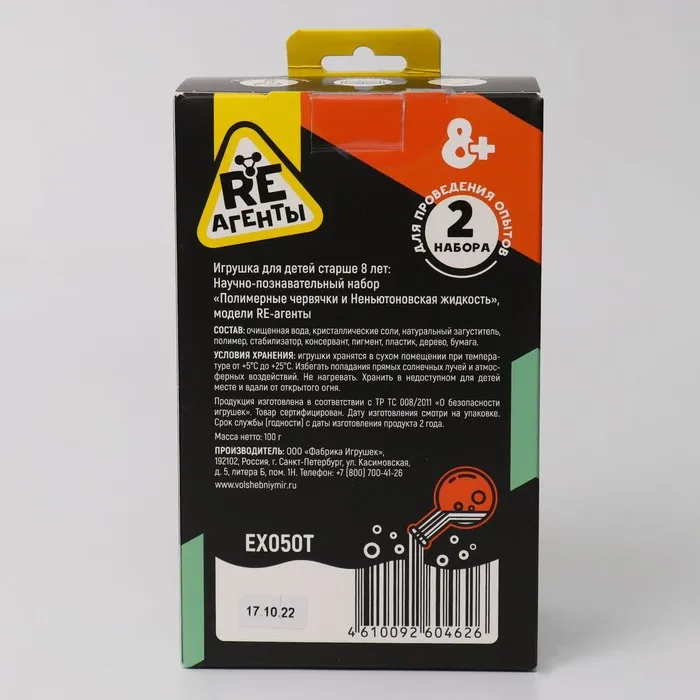 RE
АГЕНТЫ
8+
ДЛЯ ПРОВЕДЕНИЯ ОПЫТОВ
2
НАБОРА
Игрушка для детей старше 8 лет:
Научно-познавательный набор
«Полимерные червячки и Неньютоновская жидкость»,
модели RE-агенты
СОСТАВ: очищенная вода, кристаллические соли, натуральный загуститель,
полимер, стабилизатор, консервант, пигмент, пластик, дерево, бумага.
УСЛОВИЯ ХРАНЕНИЯ: игрушки хранятся в сухом помещении при темпера-
туре от +5°С до +25°С. Избегать попадания прямых солнечных лучей и атмос-
ферных воздействий. Не нагревать. Хранить в недоступном для детей
месте и вдали от открытого огня.
Продукция изготовлена в соответствии с ТР ТС 008/2011 «О безопасности
игрушек». Товар сертифицирован. Дату изготовления смотри на упаковке.
Срок службы (годности) с даты изготовления продукта 2 года.
Масса нетто: 100 г
ПРОИЗВОДИТЕЛЬ: ООО «Фабрика Игрушек»,
192102, Россия, г. Санкт-Петербург, ул. Касимовская,
д. 5, литера Б, пом. 1Н. Телефон: +7 (800) 700-41-26
www.volshebniymir.ru
EX050T
17.10.22
4610092604626